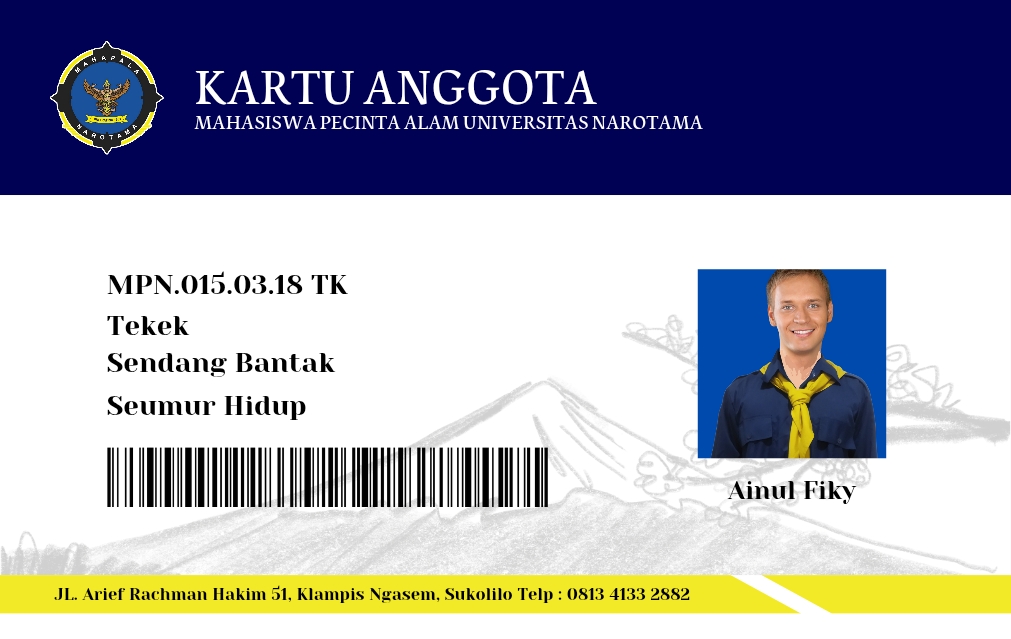 MAHAPALA
NAROTAMA
KARTU ANGGOTA
MAHASISWA PECINTA ALAM UNIVERSITAS NAROTAMA
MPN.015.03.18 TK
Tekek
Sendang Bantak
Seumur Hidup
Ainul Fiky
JL. Arief Rachman Hakim 51, Klampis Ngasem, Sukolilo Telp : 0813 4133 2882